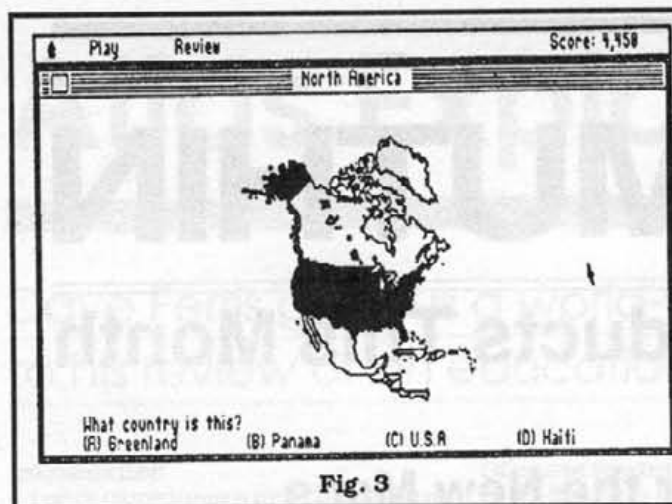 Play Review Score: 4,450
North America
What country is this?
(A) Greenland (B) Panama (C) U.S.A (D) Haiti
Fig. 3